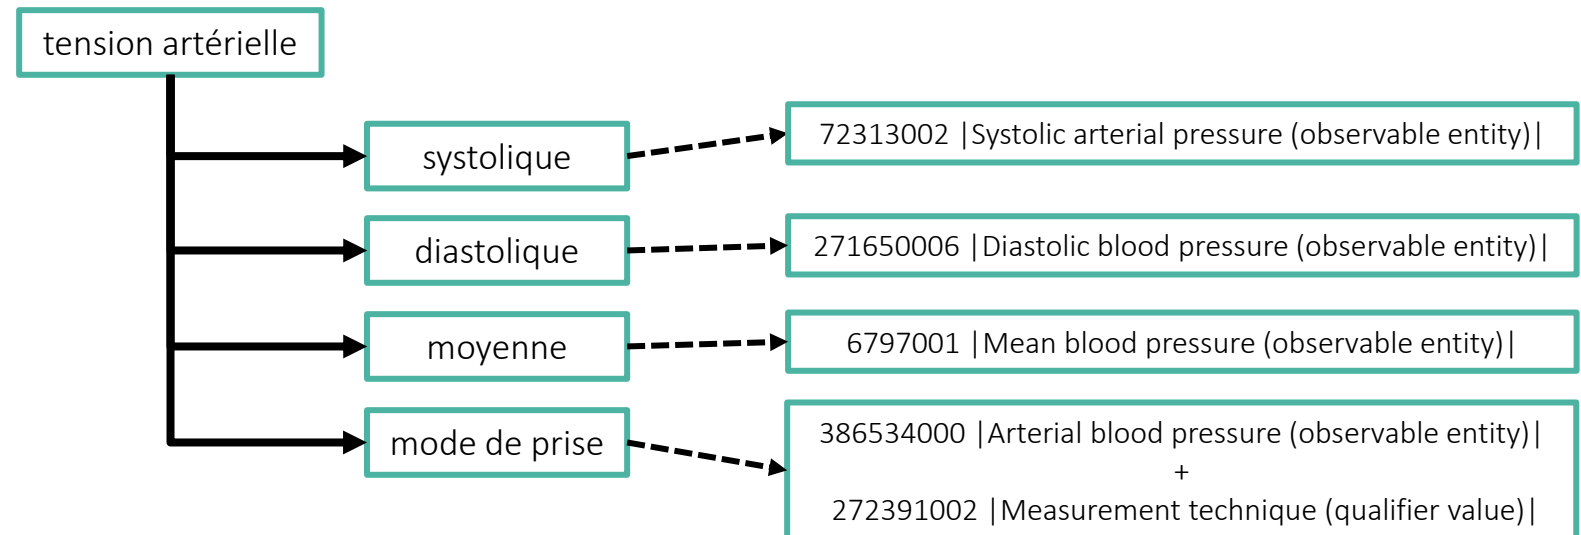 tension artérielle
systolique
72313002 |Systolic arterial pressure (observable entity)|
diastolique
271650006 |Diastolic blood pressure (observable entity)|
moyenne
6797001 |Mean blood pressure (observable entity)|
mode de prise
386534000 |Arterial blood pressure (observable entity)|
+
272391002 |Measurement technique (qualifier value)|